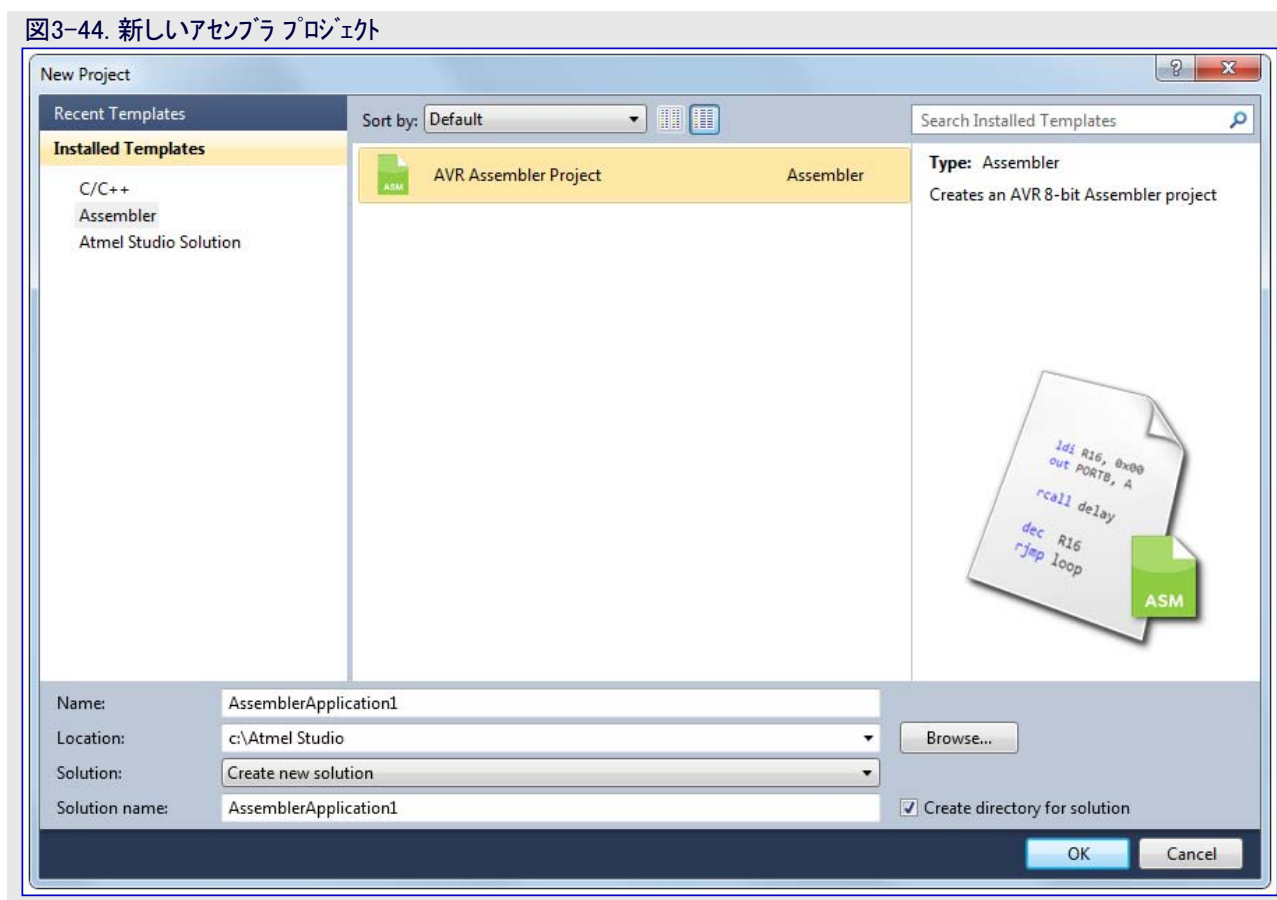 図3-44. 新しいアセンブラ プロジェクト
New Project
Recent Templates
Installed Templates
C/C++
Assembler
Atmel Studio Solution
Sort by: Default
ASM AVR Assembler Project Assembler
Search Installed Templates
Type: Assembler
Creates an AVR 8-bit Assembler project
ldi R16, 0x00
out PORTB, A
rcall delay
dec R16
rjmp loop
ASM
Name: AssemblerApplication1
Location: c:\Atmel Studio
Browse...
Solution: Create new solution
Solution name: AssemblerApplication1
Create directory for solution
OK Cancel